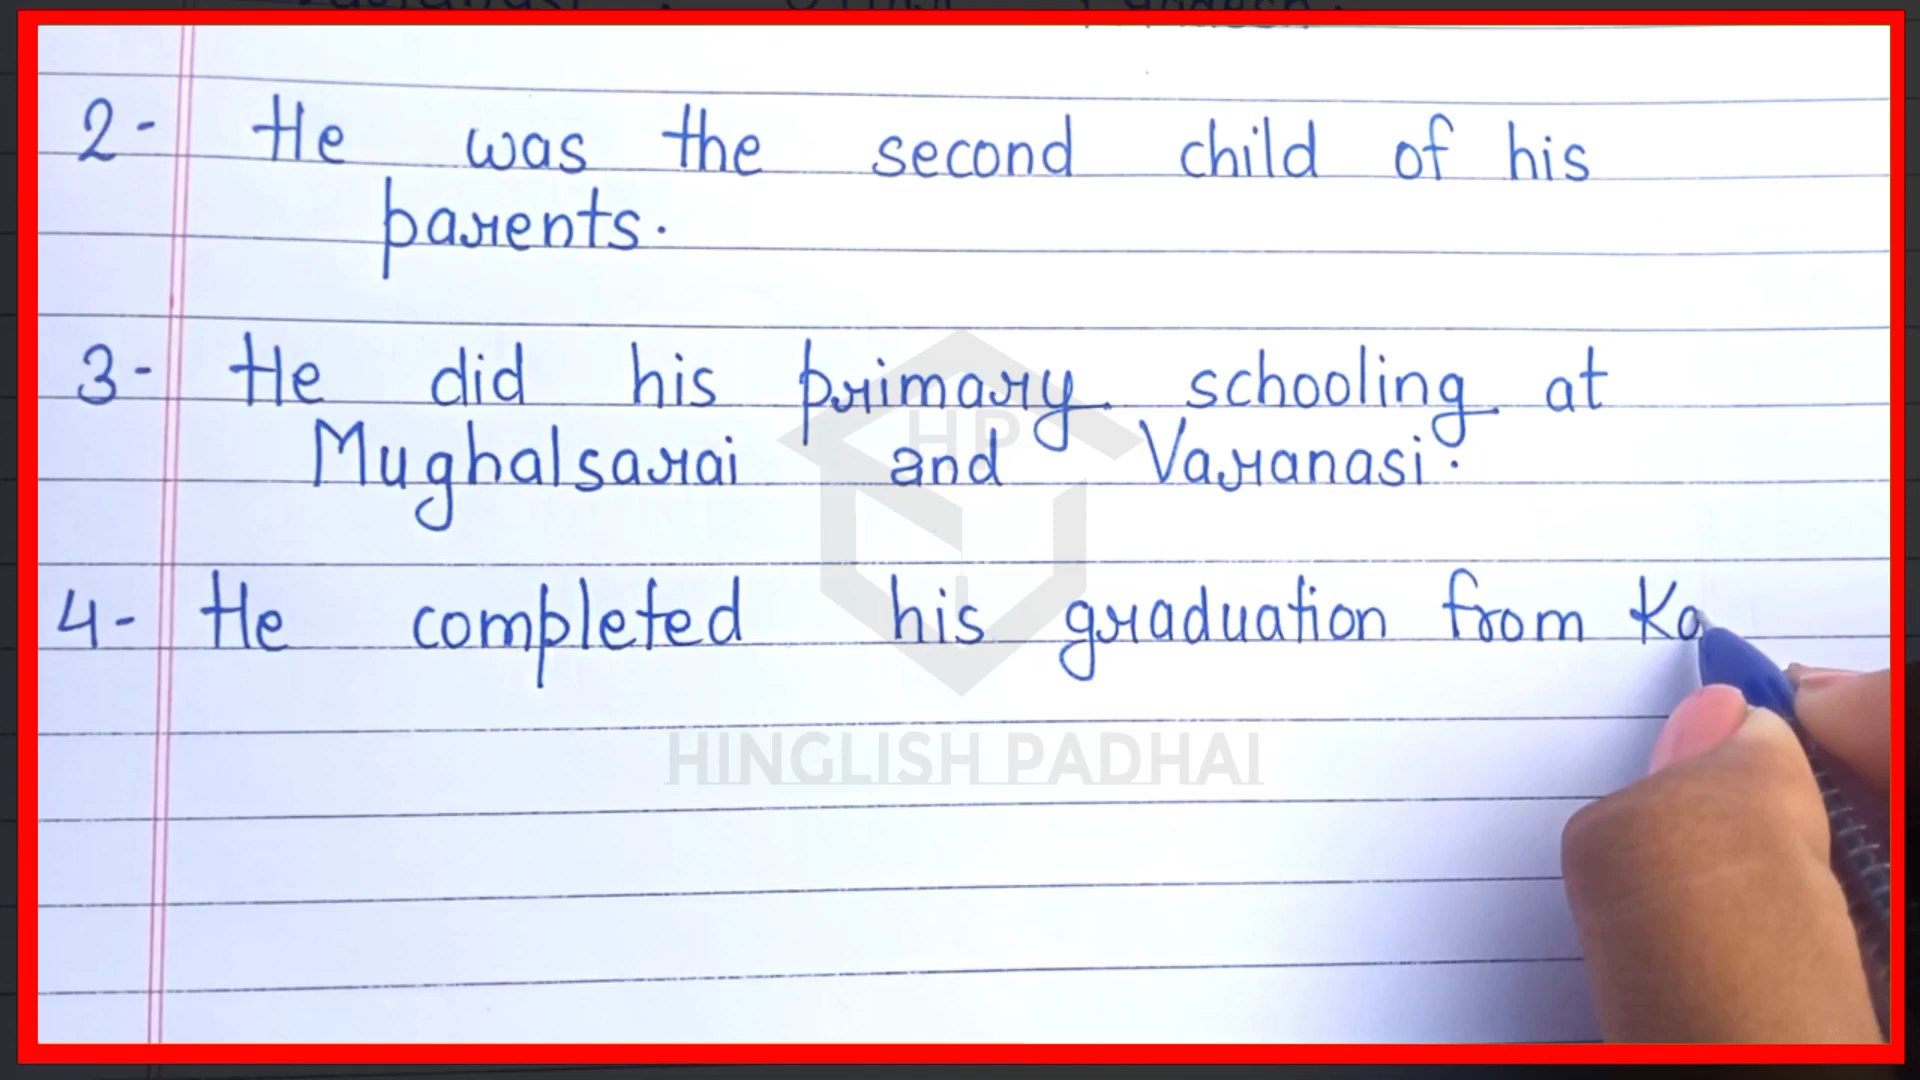 2- He was the second child of his
parents.
3- He did his primary schooling at
Mughalsarai and Varanasi.
4- He completed his graduation from Ka
HP
HINGLISH PADHAI